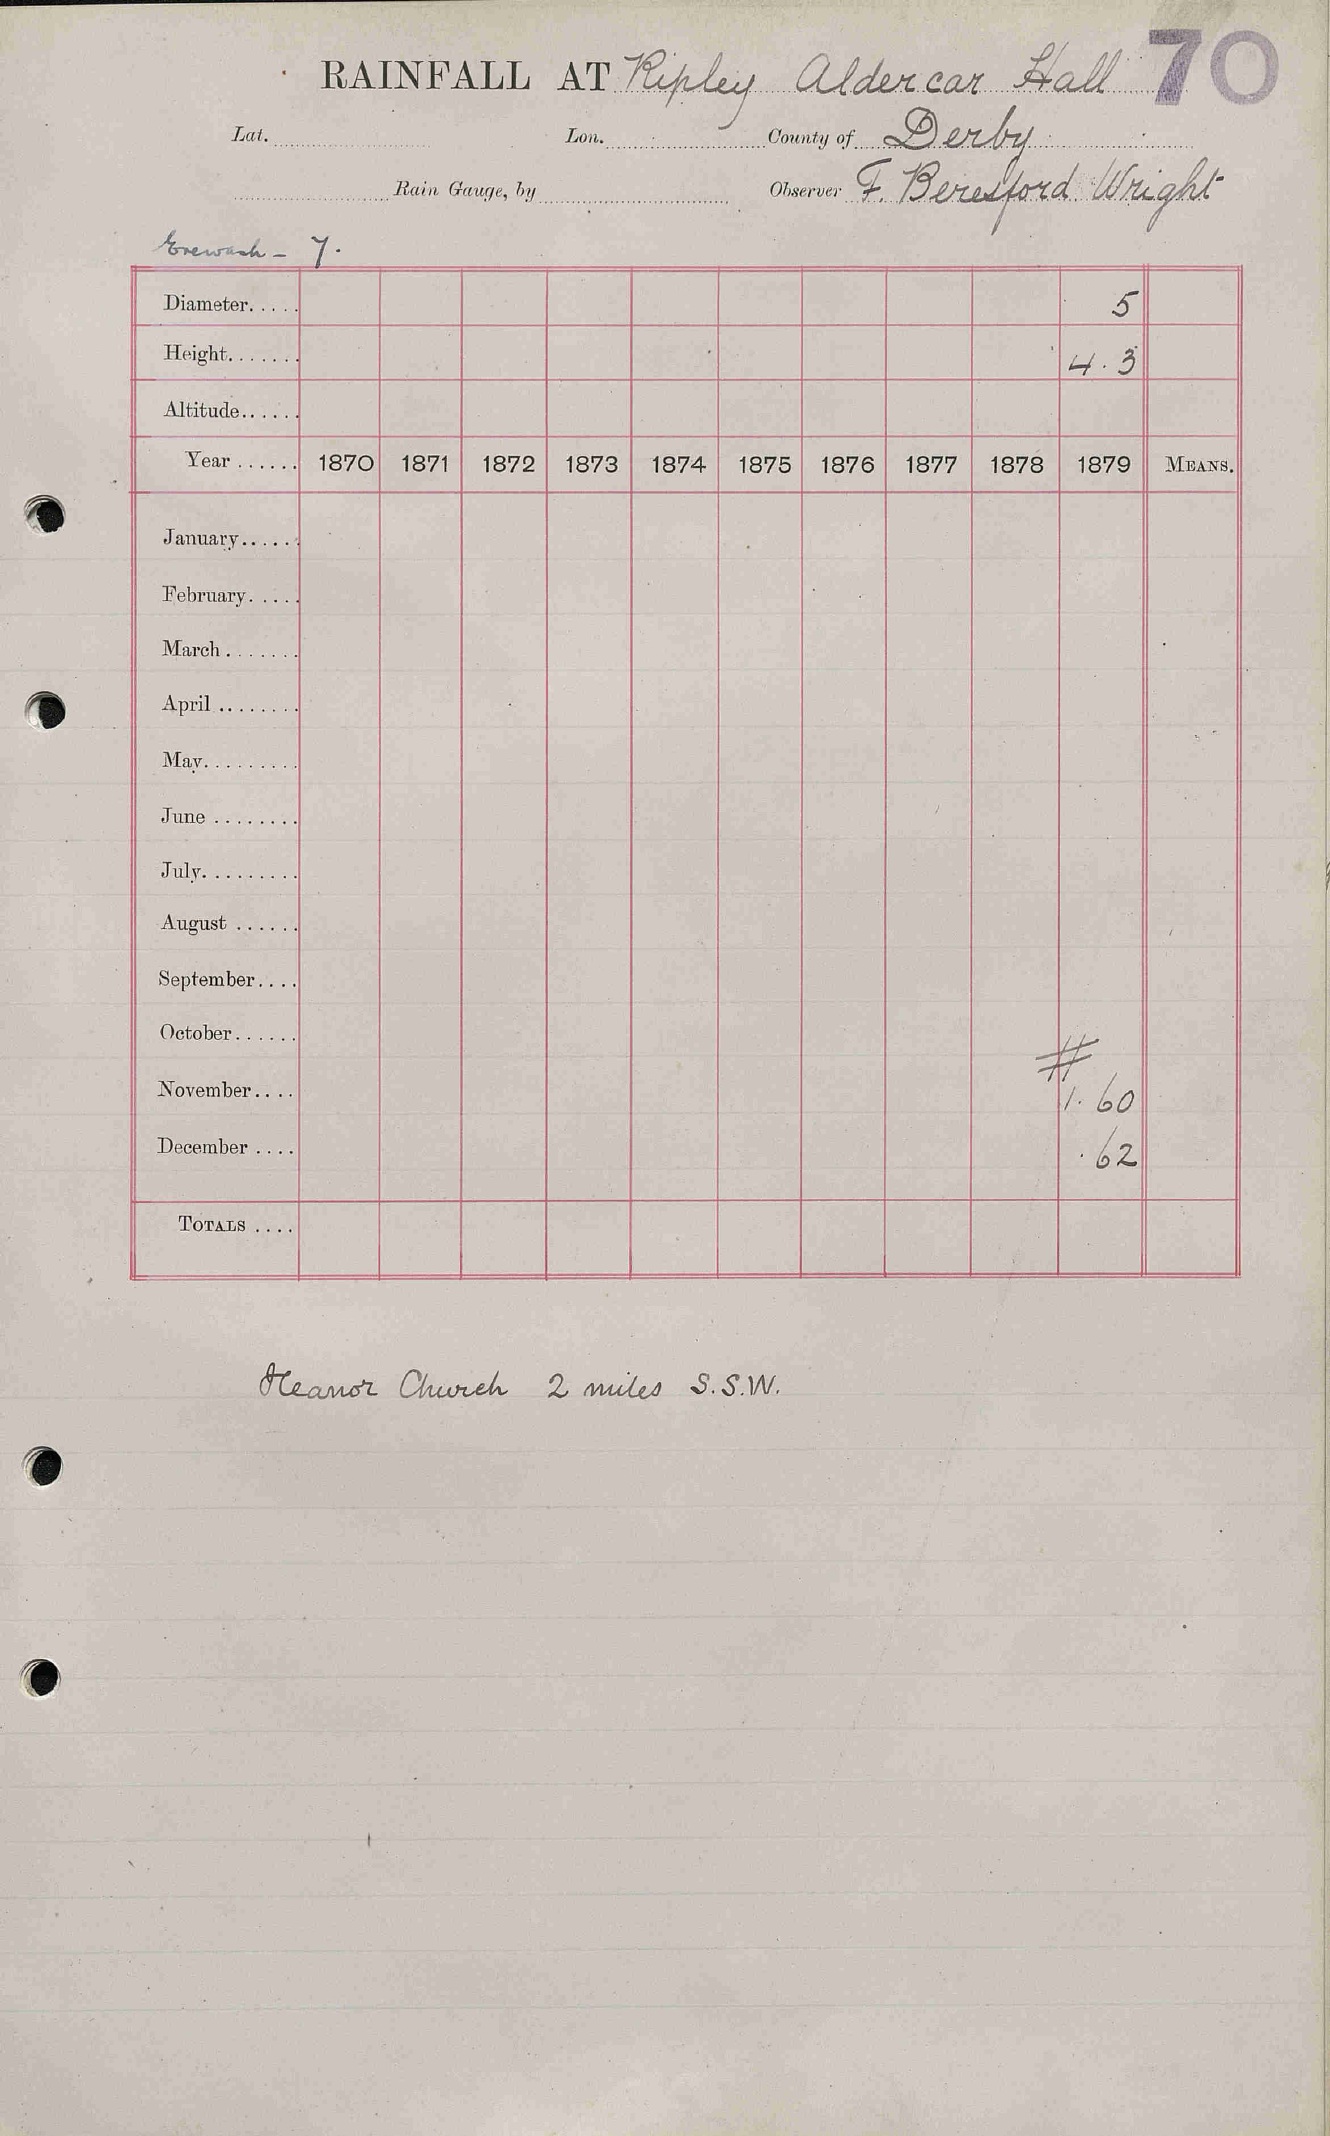 70
RAINFALL AT Ripley Aldercar Hall
Lat. Lon. County of Derby
Rain Gauge, by Observer F. Beresford Wright
Erewash - 7.
Diameter..... 5
Height....... 4.3
Altitude......
Year ...... 1870 1871 1872 1873 1874 1875 1876 1877 1878 1879 MEANS.
January......
February.....
March .......
April ........
May.........
June ........
July.........
August ......
September....
October......
#
November.... 1.60
December .... .62
TOTALS ....
Heanor Church 2 miles S.S.W.